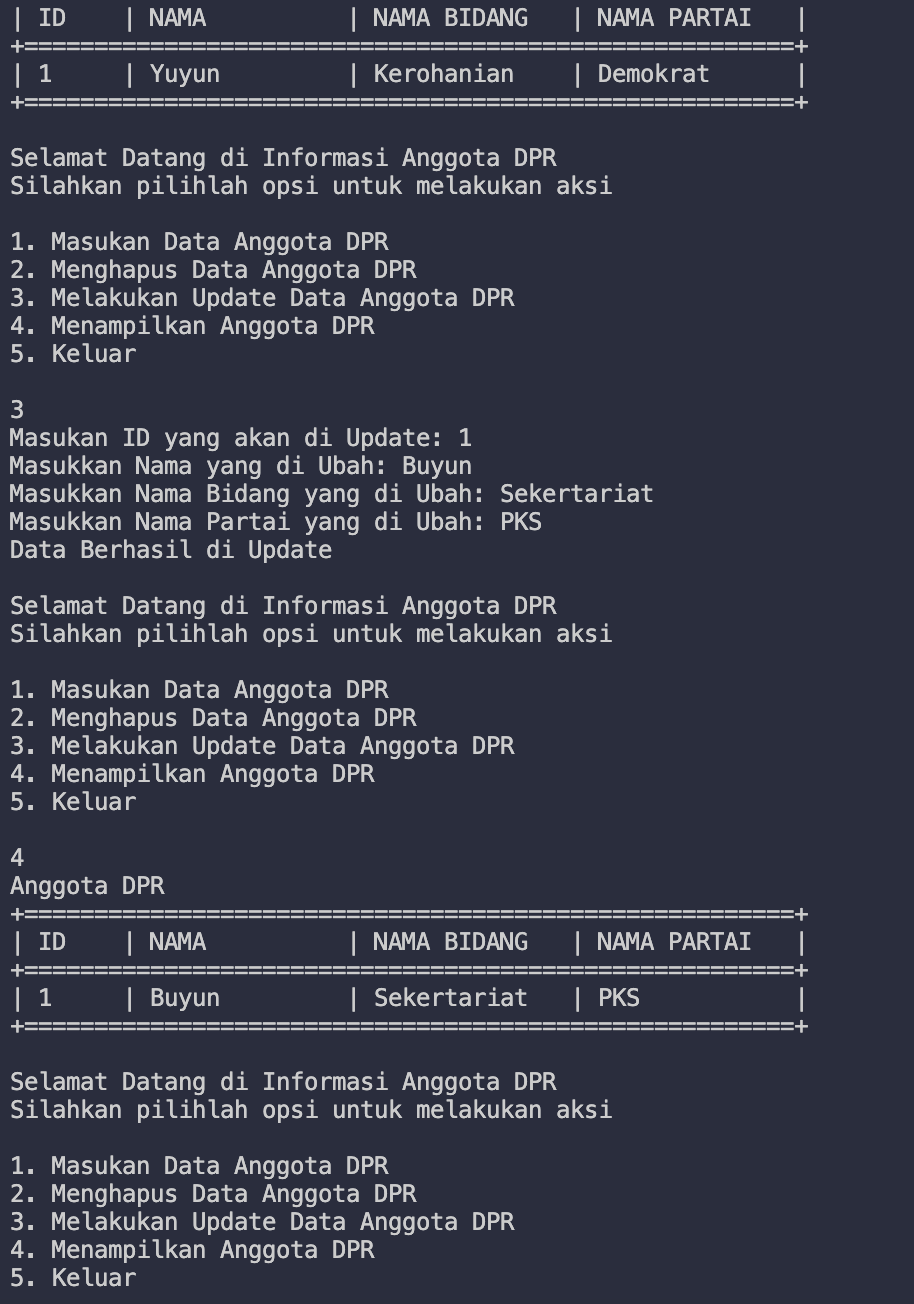 | ID    | NAMA          | NAMA BIDANG   | NAMA PARTAI   |
+=======================================================+
| 1     | Yuyun         | Kerohanian    | Demokrat      |
+=======================================================+
Selamat Datang di Informasi Anggota DPR
Silahkan pilihlah opsi untuk melakukan aksi
1. Masukan Data Anggota DPR
2. Menghapus Data Anggota DPR
3. Melakukan Update Data Anggota DPR
4. Menampilkan Anggota DPR
5. Keluar
3
Masukan ID yang akan di Update: 1
Masukkan Nama yang di Ubah: Buyun
Masukkan Nama Bidang yang di Ubah: Sekertariat
Masukkan Nama Partai yang di Ubah: PKS
Data Berhasil di Update
Selamat Datang di Informasi Anggota DPR
Silahkan pilihlah opsi untuk melakukan aksi
1. Masukan Data Anggota DPR
2. Menghapus Data Anggota DPR
3. Melakukan Update Data Anggota DPR
4. Menampilkan Anggota DPR
5. Keluar
4
Anggota DPR
+=======================================================+
| ID    | NAMA          | NAMA BIDANG   | NAMA PARTAI   |
+=======================================================+
| 1     | Buyun         | Sekertariat   | PKS           |
+=======================================================+
Selamat Datang di Informasi Anggota DPR
Silahkan pilihlah opsi untuk melakukan aksi
1. Masukan Data Anggota DPR
2. Menghapus Data Anggota DPR
3. Melakukan Update Data Anggota DPR
4. Menampilkan Anggota DPR
5. Keluar